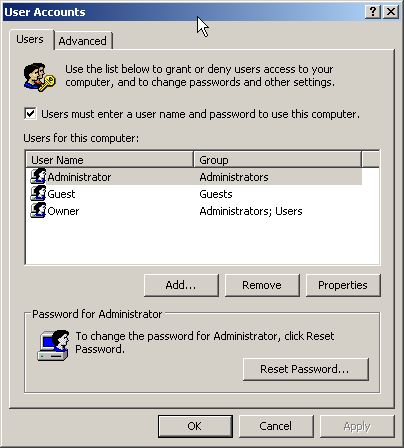 User Accounts
Users Advanced
Use the list below to grant or deny users access to your
computer, and to change passwords and other settings.
Users must enter a user name and password to use this computer.
Users for this computer:
User Name Group
Administrator Administrators
Guest Guests
Owner Administrators; Users
Add... Remove Properties
Password for Administrator
To change the password for Administrator, click Reset
Password.
Reset Password...
OK Cancel Apply